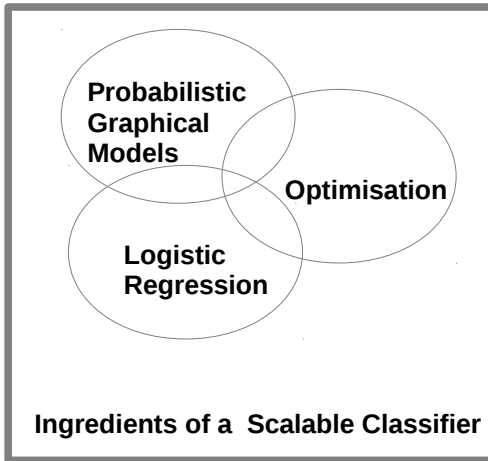 Probabilistic
Graphical
Models
Optimisation
Logistic
Regression
Ingredients of a  Scalable Classifier